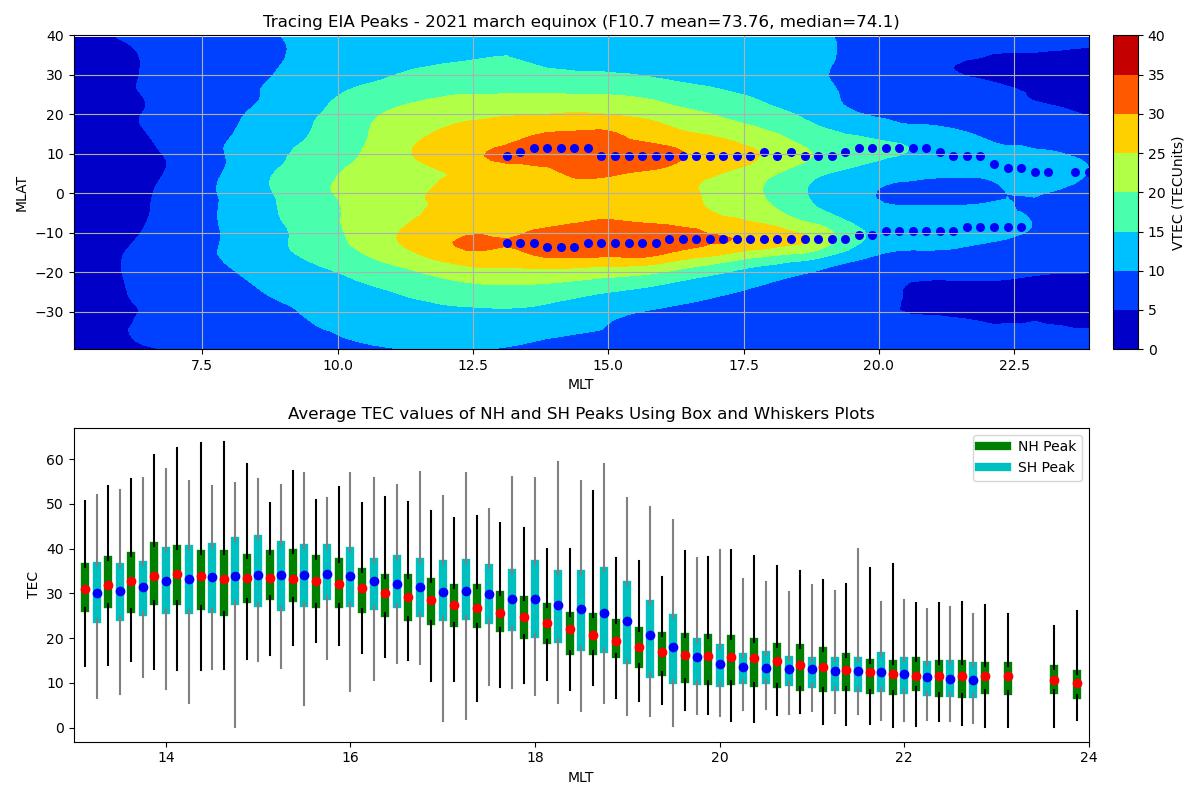 Tracing EIA Peaks - 2021 march equinox (F10.7 mean=73.76, median=74.1)
40
30
20
10
0
−10
−20
−30
MLAT
7.5 10.0 12.5 15.0 17.5 20.0 22.5
MLT
40
35
30
25
20
15
10
5
0
VTEC (TECUnits)
Average TEC values of NH and SH Peaks Using Box and Whiskers Plots
NH Peak
SH Peak
60
50
40
30
20
10
0
TEC
14 16 18 20 22 24
MLT